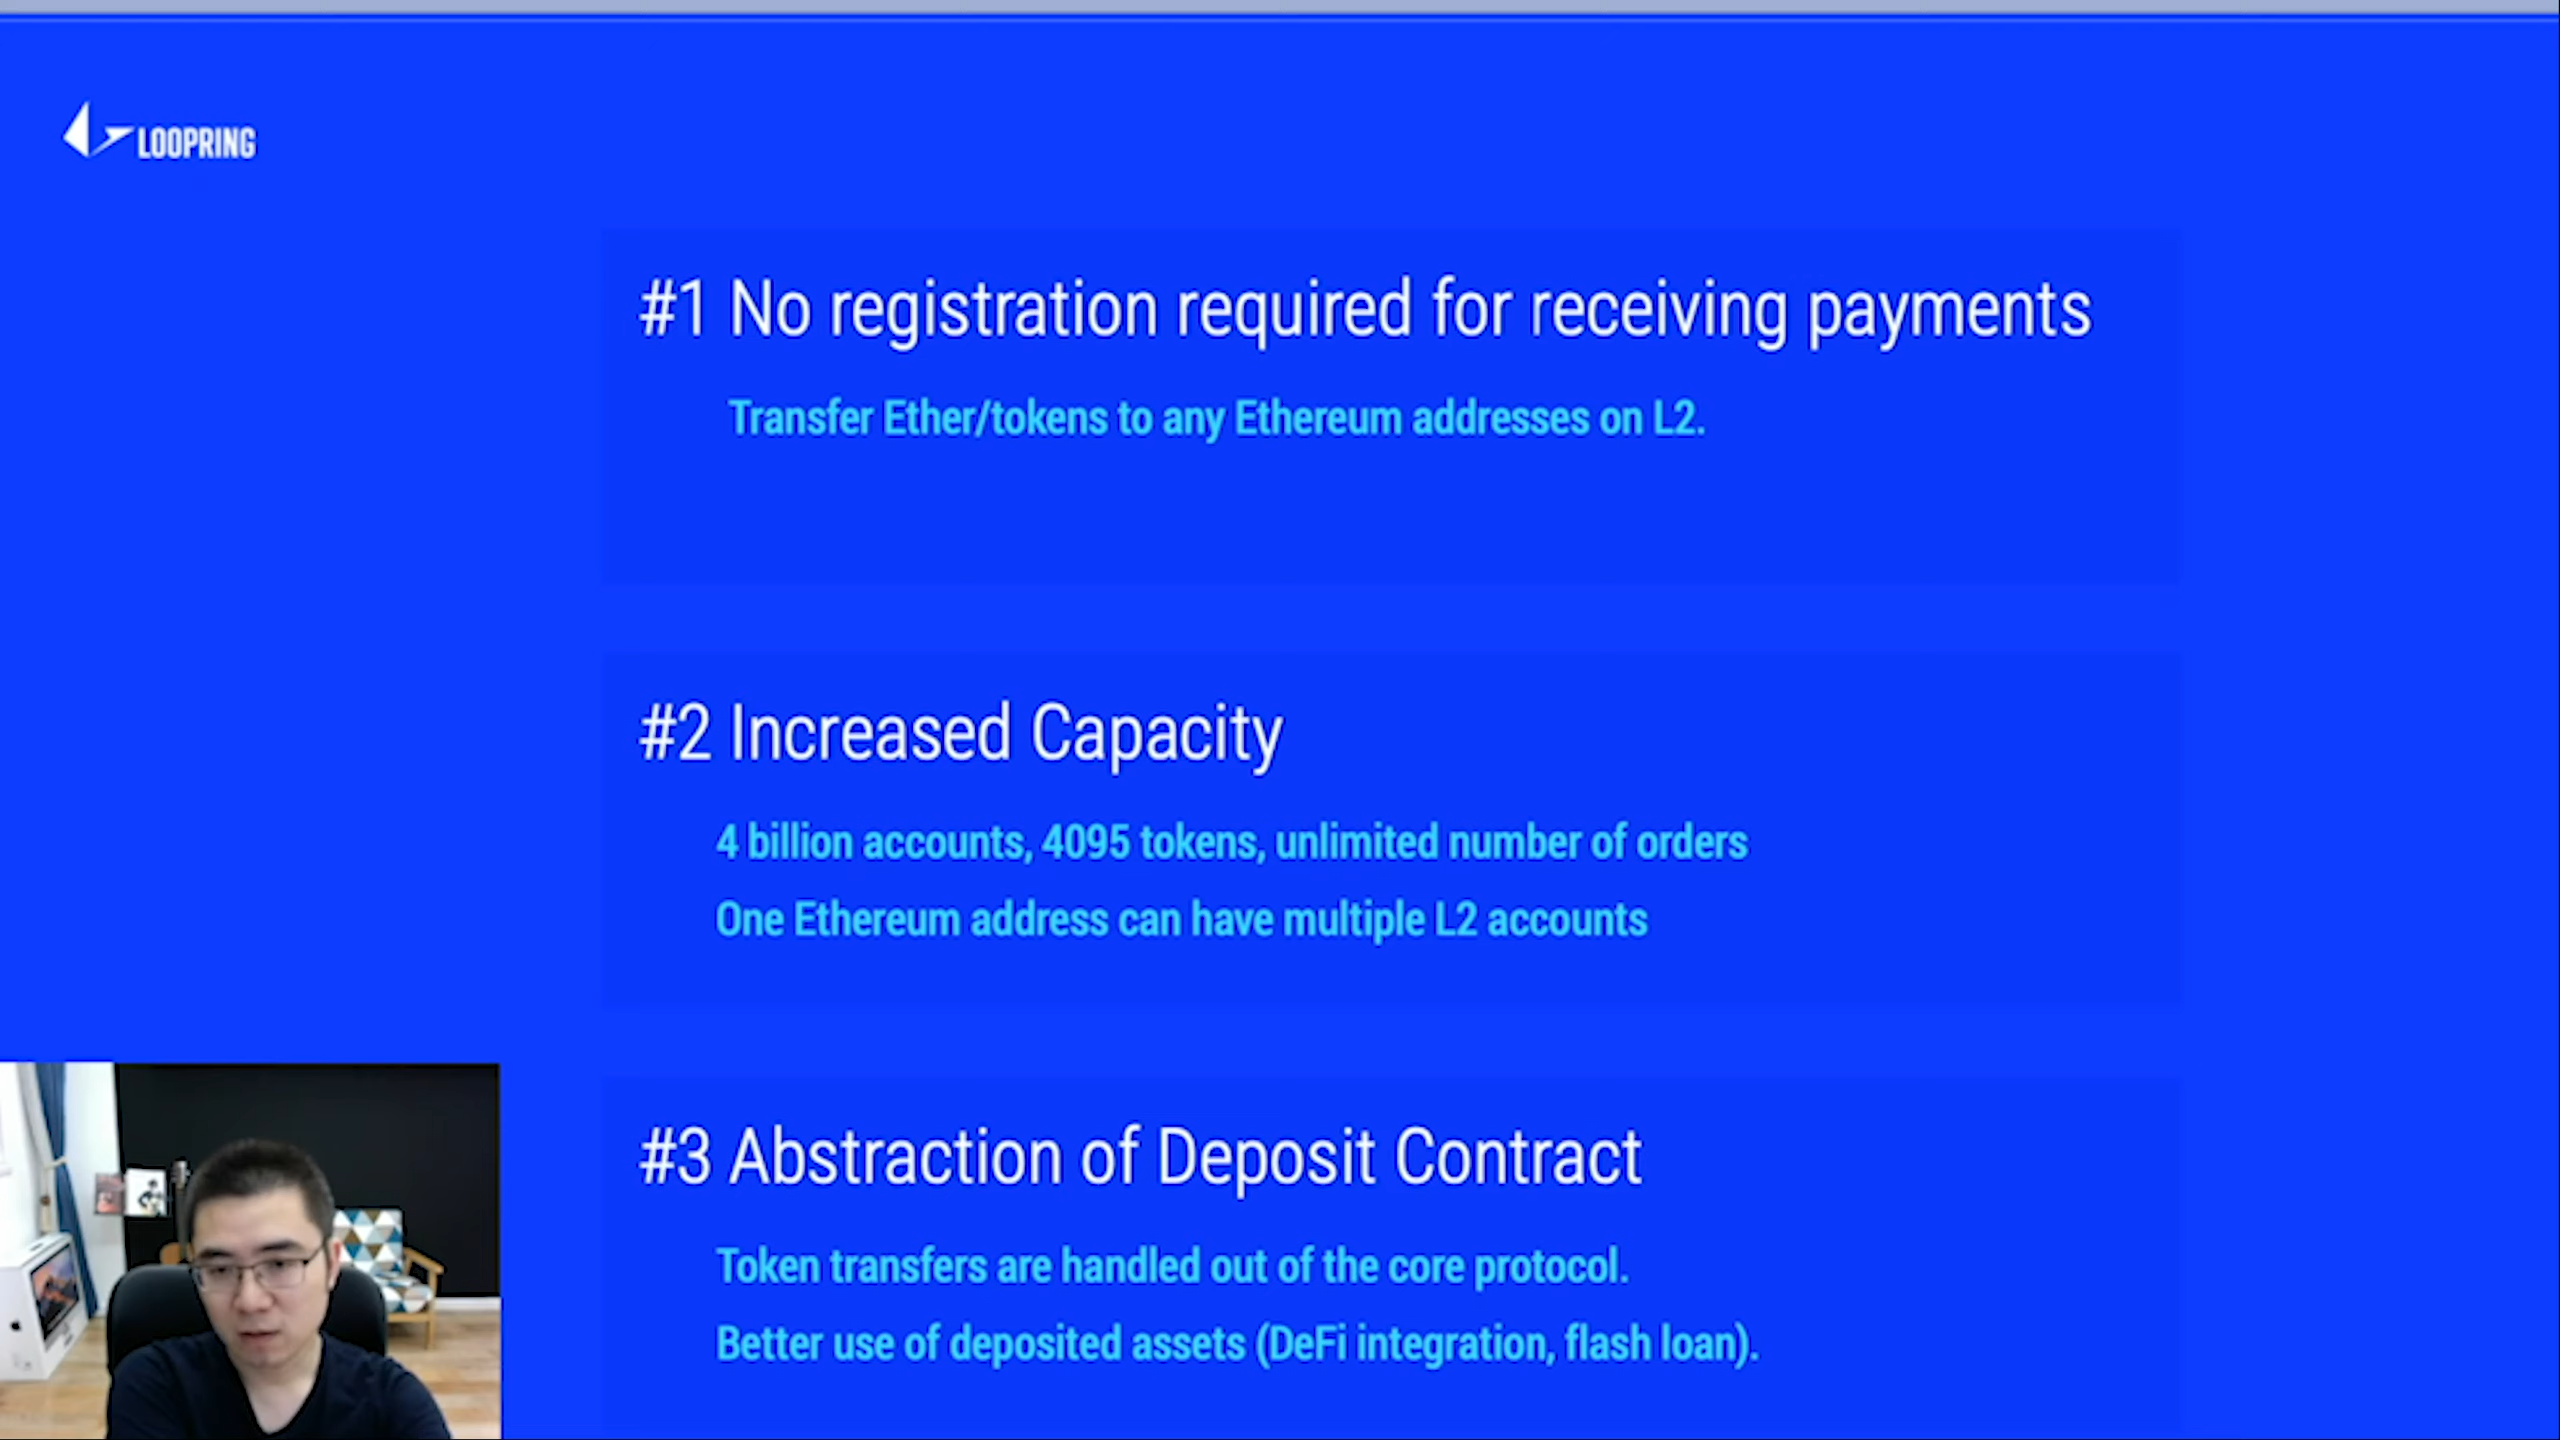 LOOPRING
#1 No registration required for receiving payments
Transfer Ether/tokens to any Ethereum addresses on L2.
#2 Increased Capacity
4 billion accounts, 4095 tokens, unlimited number of orders
One Ethereum address can have multiple L2 accounts
#3 Abstraction of Deposit Contract
Token transfers are handled out of the core protocol.
Better use of deposited assets (DeFi integration, flash loan).